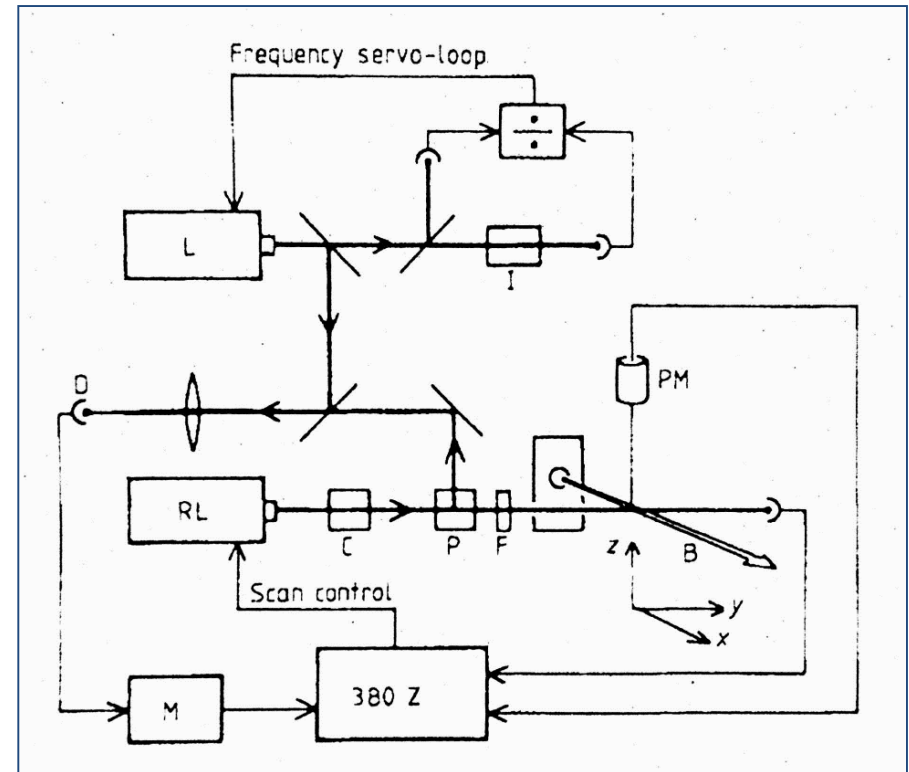 Frequency servo-loop
÷
L
I
D
PM
RL
C
P
F
B
z
y
x
Scan control
M
380 Z